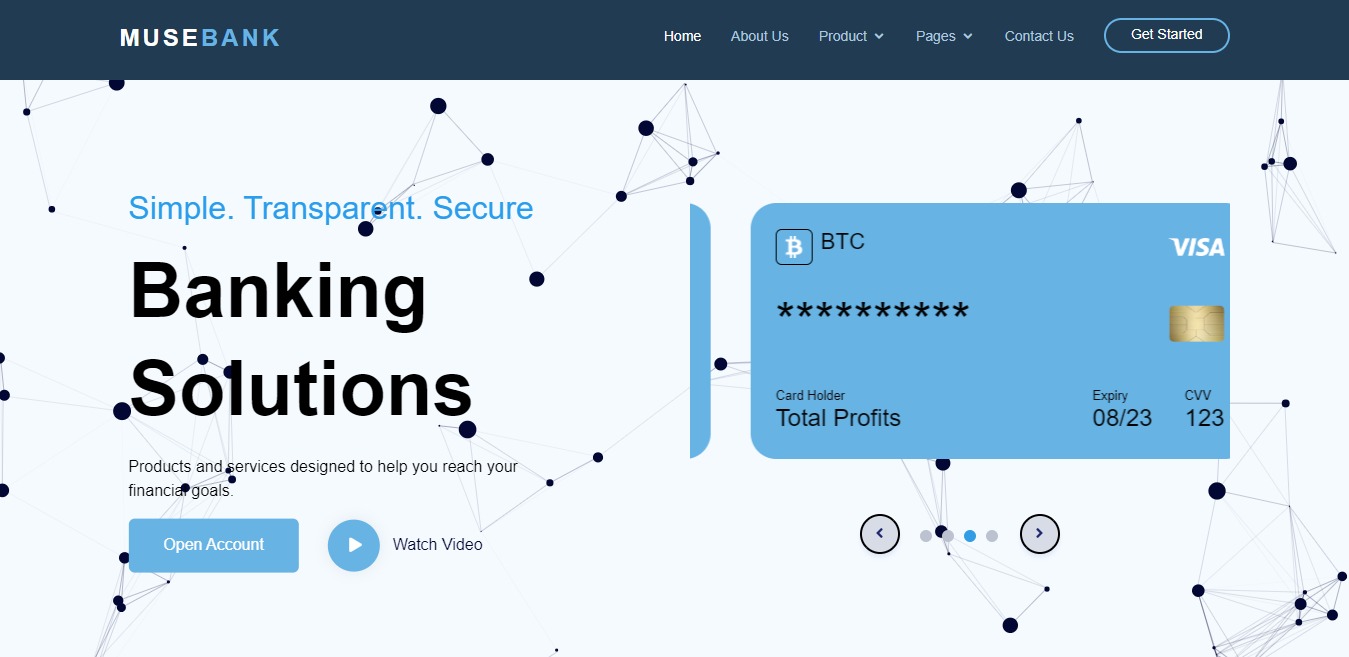 MUSEBANK
Home
About Us
Product
Pages
Contact Us
Get Started
Simple. Transparent. Secure
Banking
Solutions
Products and services designed to help you reach your
financial goals.
Open Account
Watch Video
BTC
VISA
**********
Card Holder
Total Profits
Expiry
08/23
CVV
123